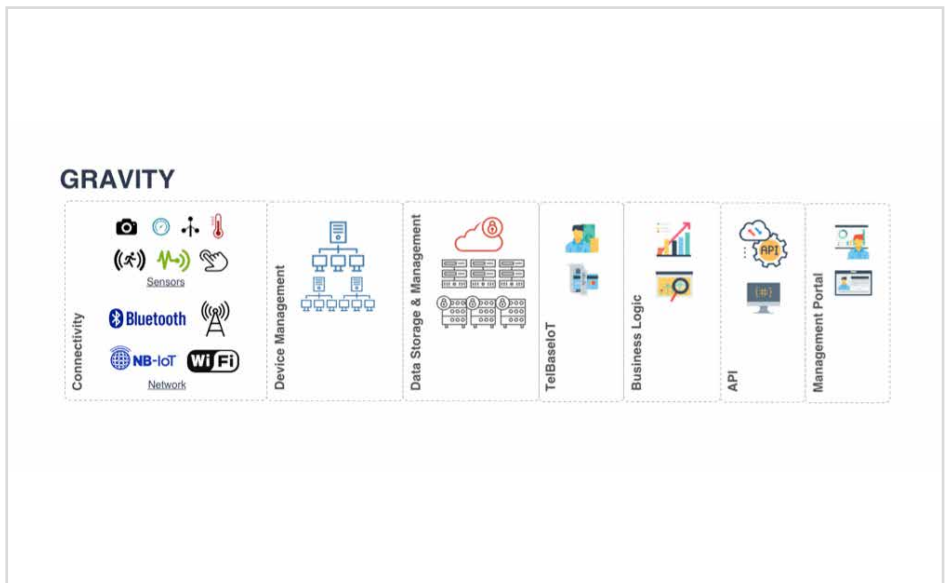 GRAVITY
Connectivity
Sensors
Bluetooth
NB-IoT
WiFi
Network
Device Management
Data Storage & Management
TelBaseIoT
Business Logic
API
API
Management Portal